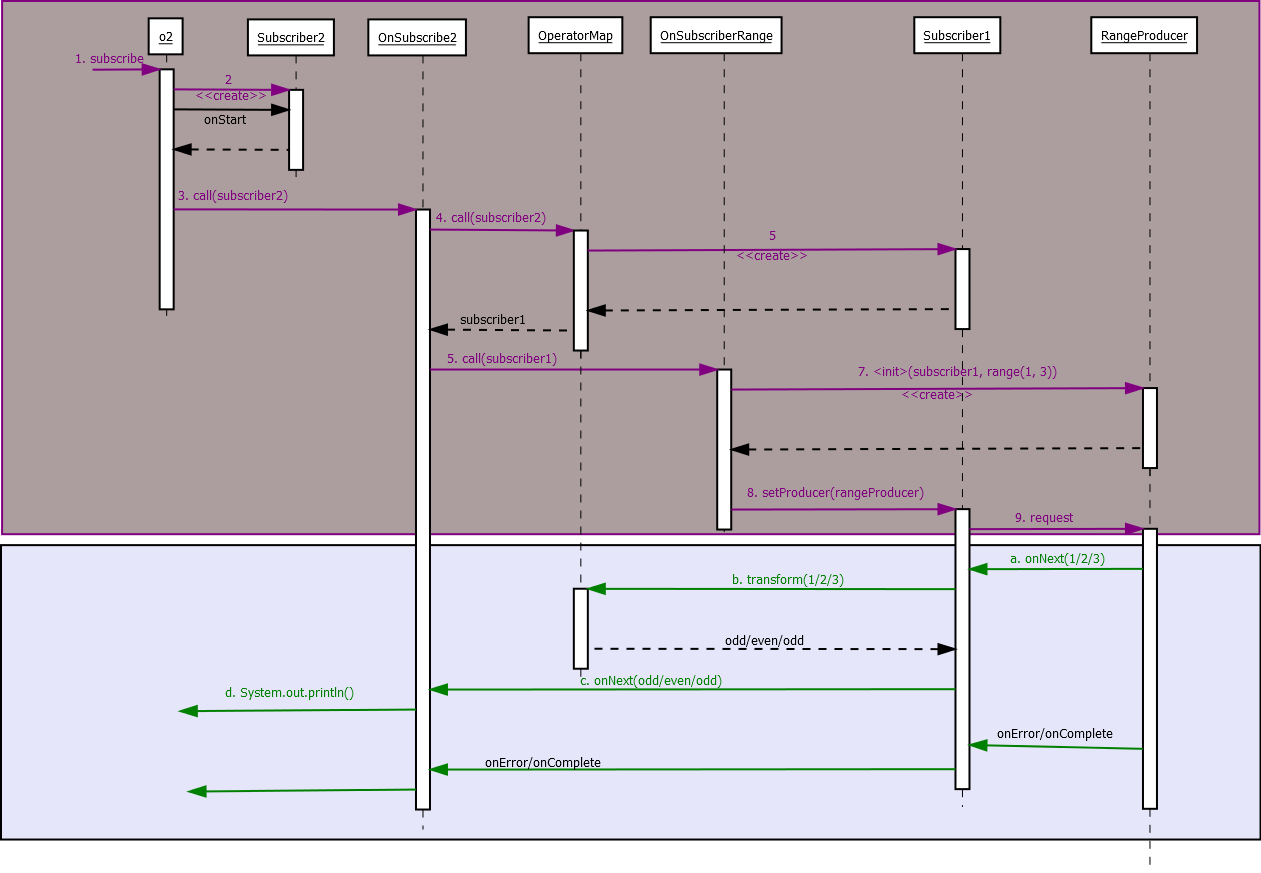 o2
Subscriber2
OnSubscribe2
OperatorMap
OnSubscriberRange
Subscriber1
RangeProducer
1. subscribe
2
<<create>>
onStart
3. call(subscriber2)
4. call(subscriber2)
5
<<create>>
subscriber1
5. call(subscriber1)
7. <init>(subscriber1, range(1, 3))
<<create>>
8. setProducer(rangeProducer)
9. request
a. onNext(1/2/3)
b. transform(1/2/3)
odd/even/odd
c. onNext(odd/even/odd)
d. System.out.println()
onError/onComplete
onError/onComplete